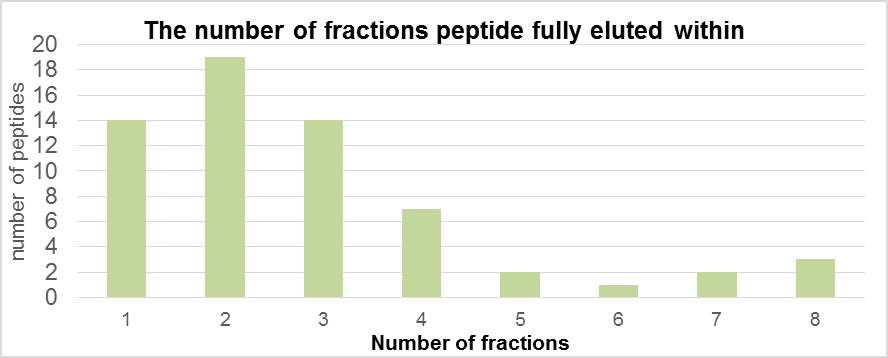 The number of fractions peptide fully eluted within
number of peptides
20
18
16
14
12
10
8
6
4
2
0
1 2 3 4 5 6 7 8
Number of fractions